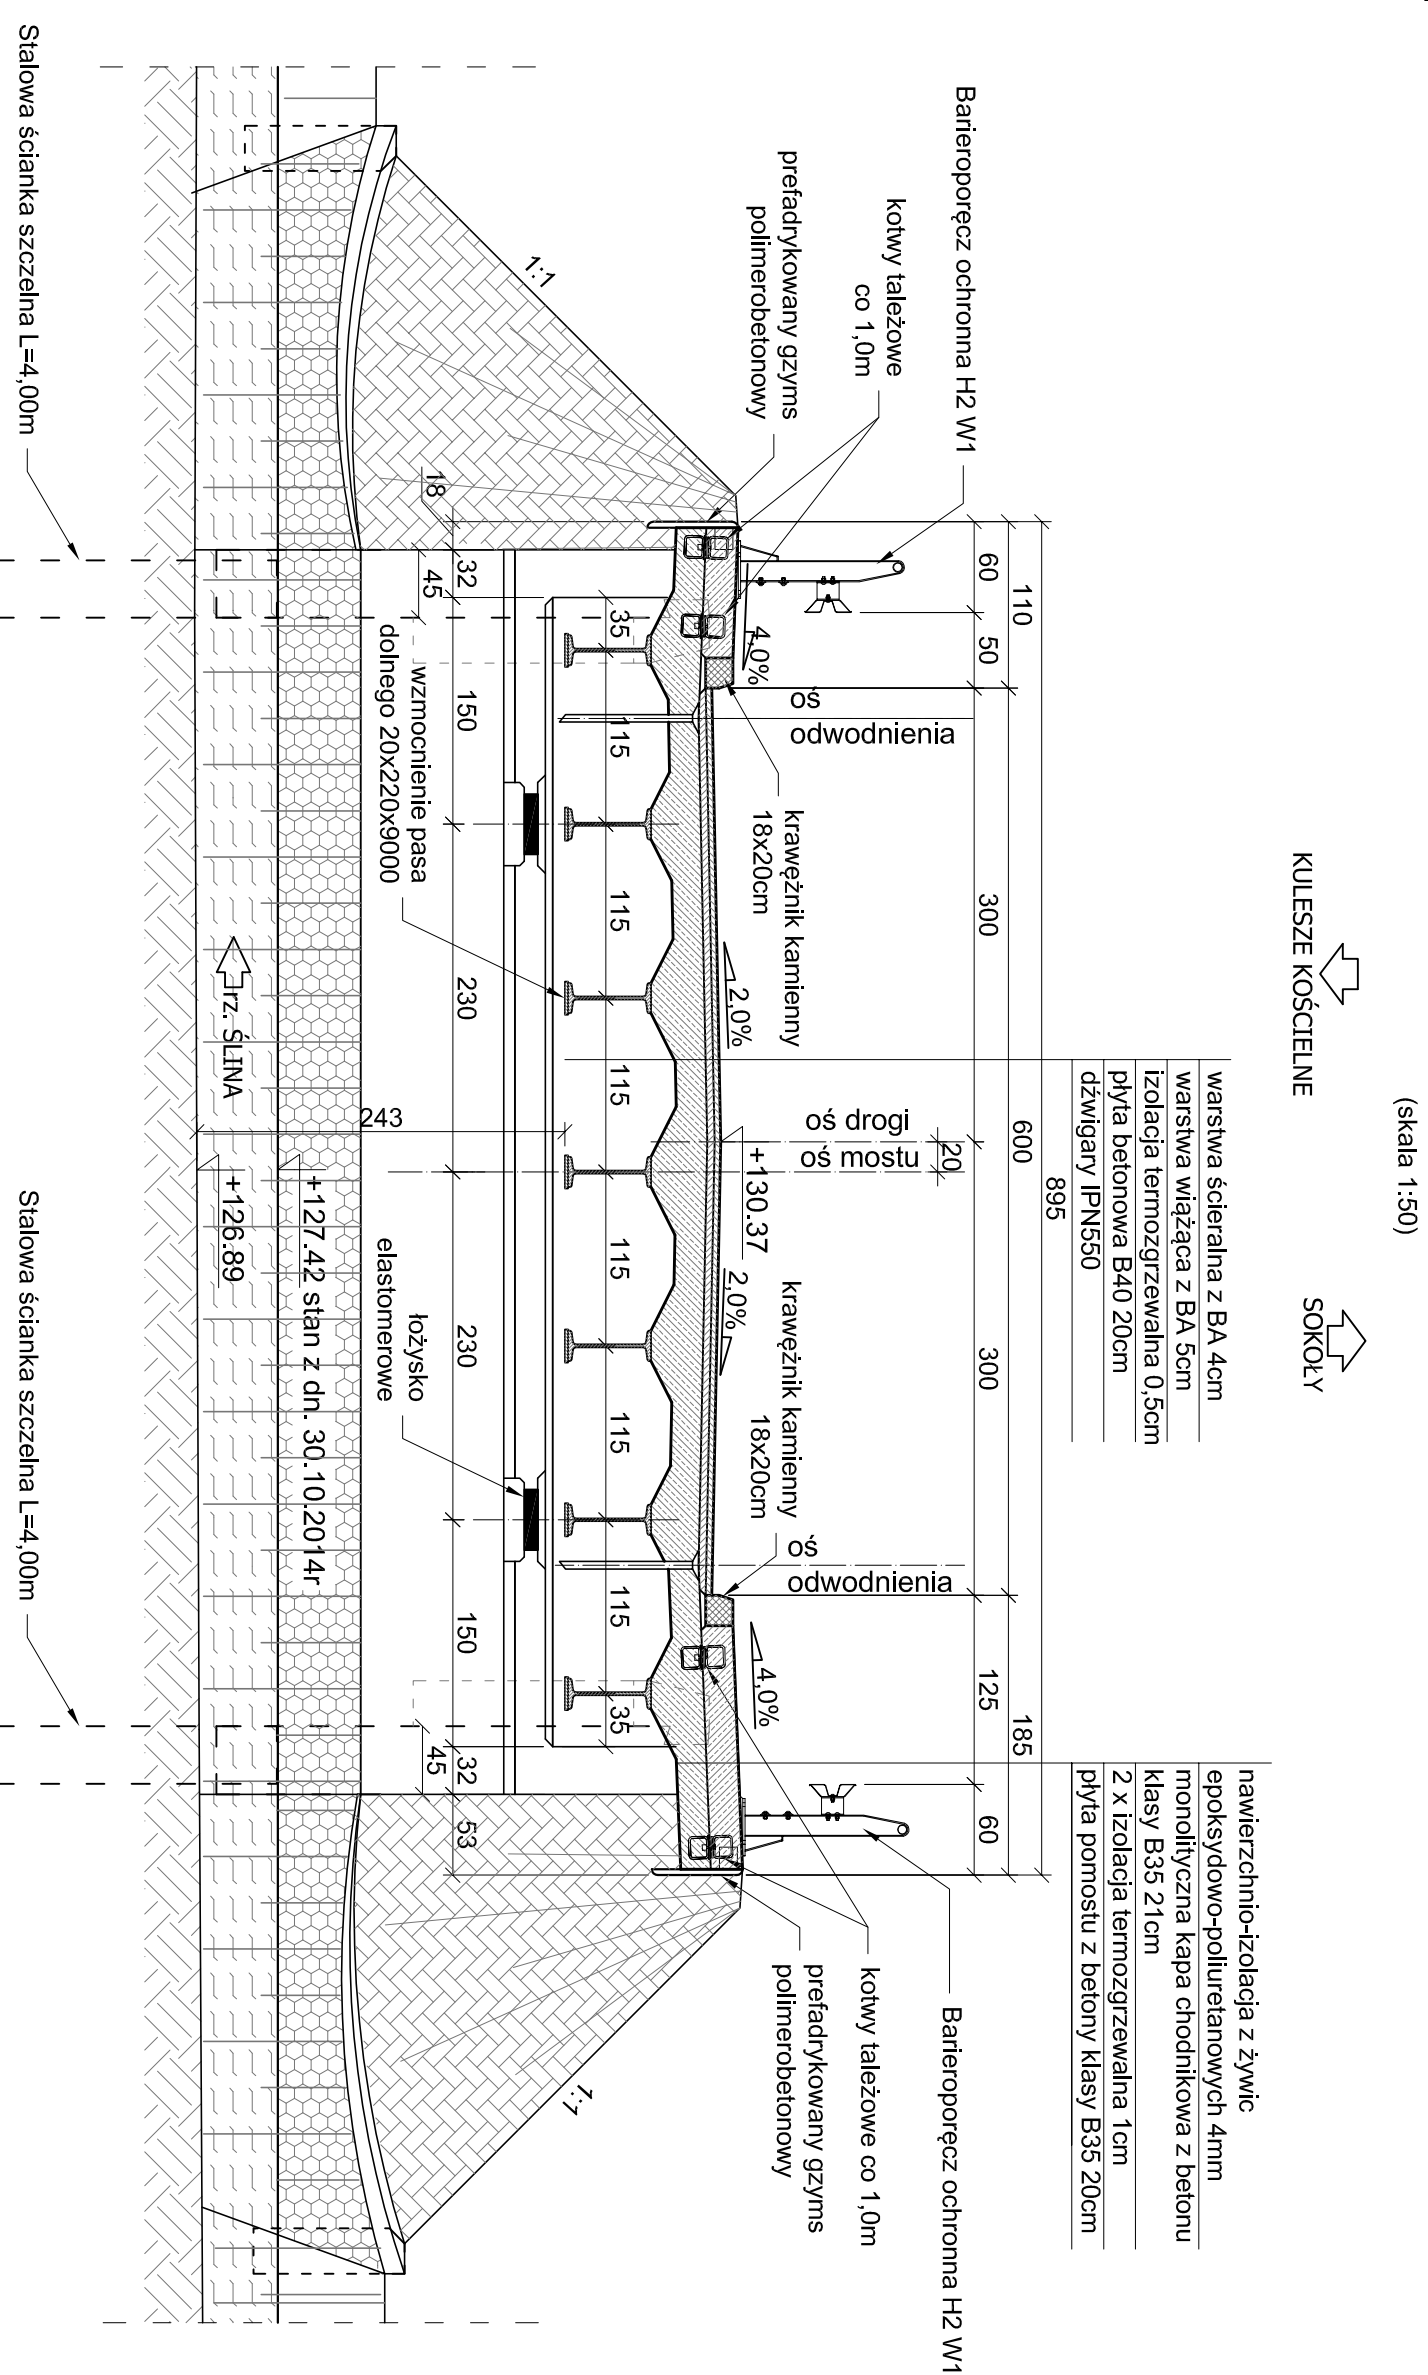 (skala 1:50)
KULESZE KOŚCIELNE
SOKOŁY
warstwa ścieralna z BA 4cm
warstwa wiążąca z BA 5cm
izolacja termozgrzewalna 0,5cm
płyta betonowa B40 20cm
dźwigary IPN550
nawierzchnio-izolacja z żywic
epoksydowo-poliuretanowych 4mm
monolityczna kapa chodnikowa z betonu
klasy B35 21cm
2 x izolacja termozgrzewalna 1cm
płyta pomostu z betony klasy B35 20cm
895
110
600
185
60
50
300
300
125
60
Barieroporęcz ochronna H2 W1
kotwy tależowe
co 1,0m
prefadrykowany gzyms
polimerobetonowy
oś
odwodnienia
krawężnik kamienny
18x20cm
4,0%
2,0%
oś drogi
oś mostu
20
+130.37
2,0%
krawężnik kamienny
18x20cm
oś
odwodnienia
4,0%
Barieroporęcz ochronna H2 W1
kotwy tależowe co 1,0m
prefadrykowany gzyms
polimerobetonowy
1:1
1:1
35
115
115
115
115
115
115
35
18
32
150
230
230
150
32
53
45
45
wzmocnienie pasa
dolnego 20x220x9000
łożysko
elastomerowe
243
rz. ŚLINA
+127.42 stan z dn. 30.10.2014r
+126.89
Stalowa ścianka szczelna L=4,00m
Stalowa ścianka szczelna L=4,00m